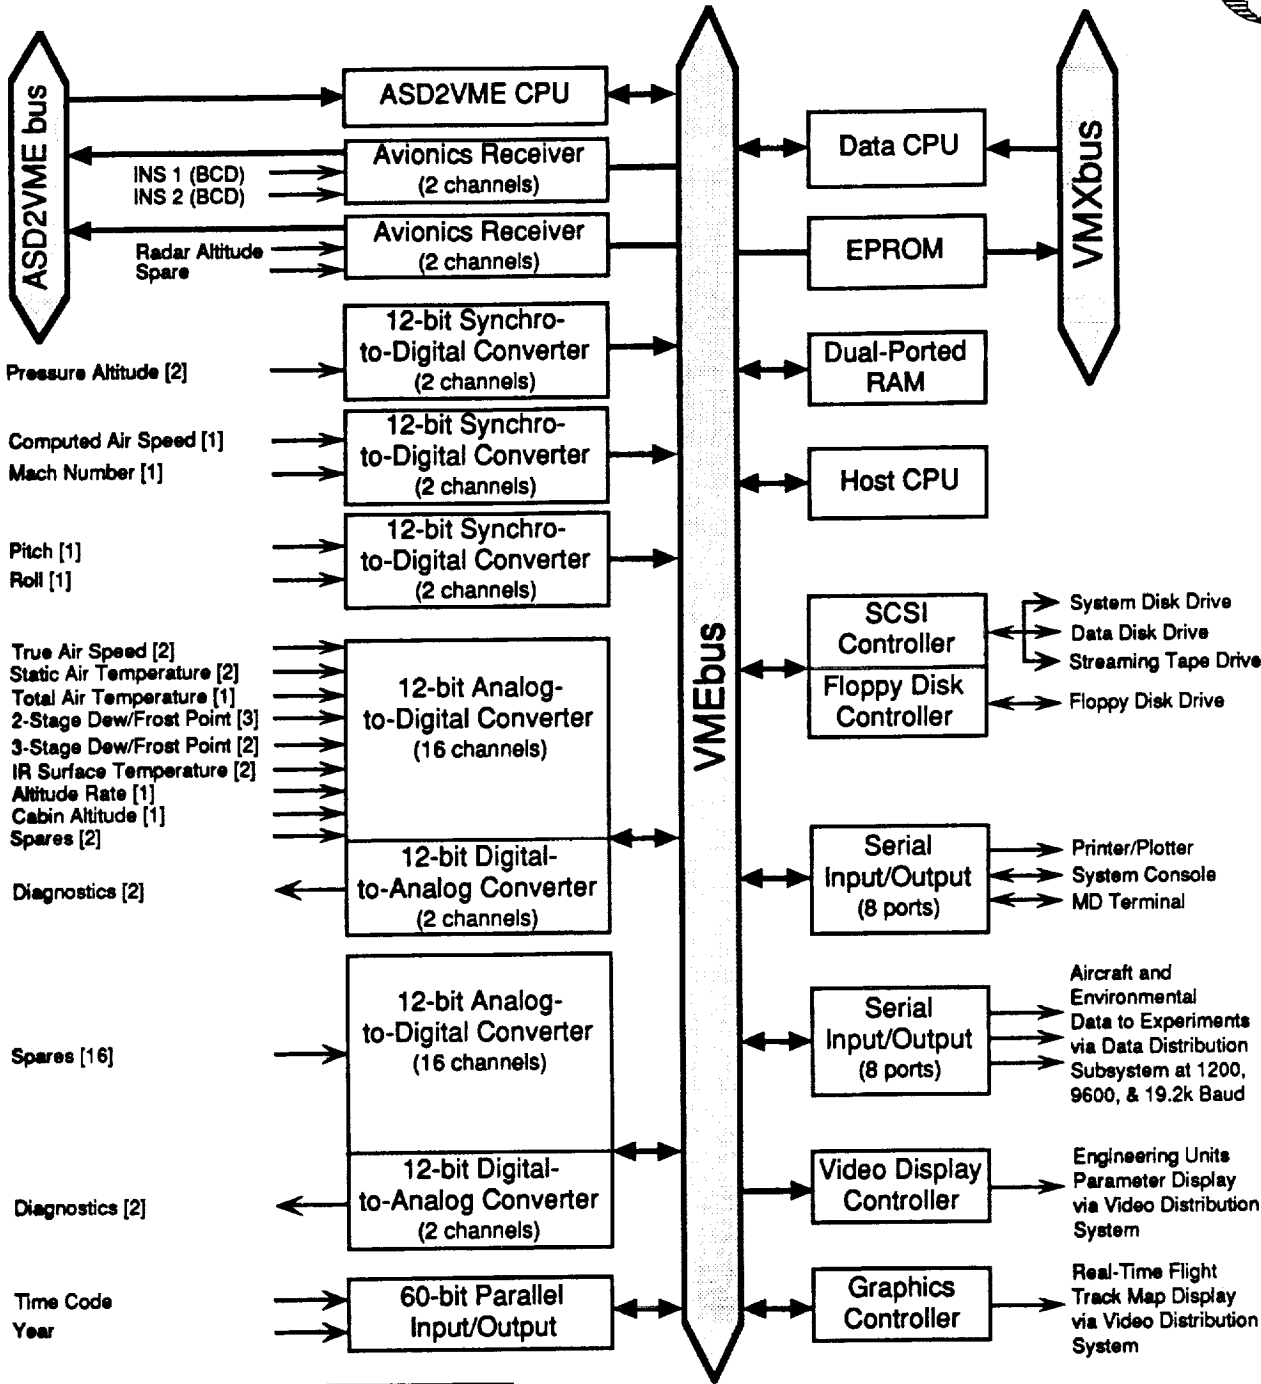 ASD2VME bus
ASD2VME CPU
Avionics Receiver
(2 channels)
INS 1 (BCD)
INS 2 (BCD)
Avionics Receiver
(2 channels)
Radar Altitude
Spare
12-bit Synchro-
to-Digital Converter
(2 channels)
Pressure Altitude [2]
12-bit Synchro-
to-Digital Converter
(2 channels)
Computed Air Speed [1]
Mach Number [1]
12-bit Synchro-
to-Digital Converter
(2 channels)
Pitch [1]
Roll [1]
True Air Speed [2]
Static Air Temperature [2]
Total Air Temperature [1]
2-Stage Dew/Frost Point [3]
3-Stage Dew/Frost Point [2]
IR Surface Temperature [2]
Altitude Rate [1]
Cabin Altitude [1]
Spares [2]
12-bit Analog-
to-Digital Converter
(16 channels)
12-bit Digital-
to-Analog Converter
(2 channels)
Diagnostics [2]
12-bit Analog-
to-Digital Converter
(16 channels)
Spares [16]
12-bit Digital-
to-Analog Converter
(2 channels)
Diagnostics [2]
Time Code
Year
60-bit Parallel
Input/Output
VMEbus
Data CPU
EPROM
VMXbus
Dual-Ported
RAM
Host CPU
SCSI
Controller
Floppy Disk
Controller
System Disk Drive
Data Disk Drive
Streaming Tape Drive
Floppy Disk Drive
Serial
Input/Output
(8 ports)
Printer/Plotter
System Console
MD Terminal
Serial
Input/Output
(8 ports)
Aircraft and
Environmental
Data to Experiments
via Data Distribution
Subsystem at 1200,
9600, & 19.2k Baud
Video Display
Controller
Engineering Units
Parameter Display
via Video Distribution
System
Graphics
Controller
Real-Time Flight
Track Map Display
via Video Distribution
System